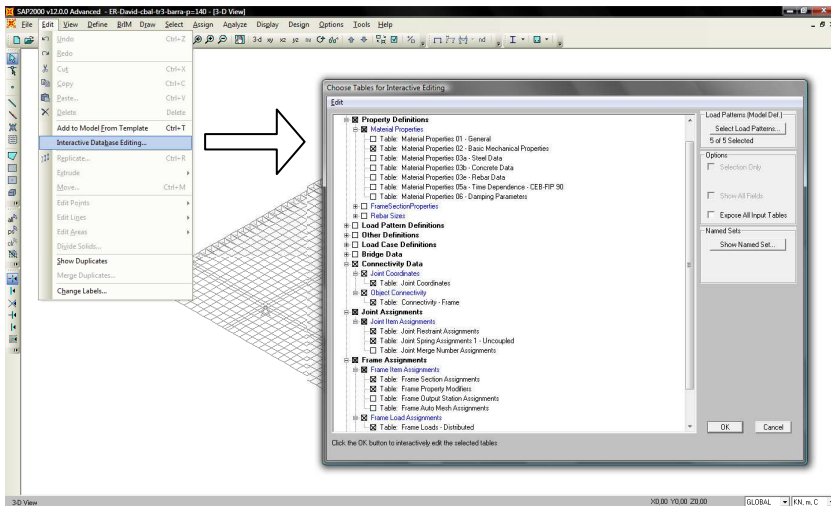 SAP2000 v12.0.0 Advanced - ER-David-cbal-tr3-barra-p=140 - [3-D View]
File Edit View Define BrIM Draw Select Assign Analyze Display Design Options Tools Help
3-d xy xz yz nv
nd
Undo Ctrl+Z
Redo
Cut Ctrl+X
Copy Ctrl+C
Paste... Ctrl+V
Delete Delete
Add to Model From Template Ctrl+T
Interactive Database Editing...
Replicate... Ctrl+R
Extrude
Move... Ctrl+M
Edit Points
Edit Lines
Edit Areas
Divide Solids...
Show Duplicates
Merge Duplicates...
Change Labels...
all
ps
clr
Choose Tables for Interactive Editing
Edit
Property Definitions
Material Properties
Table: Material Properties 01 - General
Table: Material Properties 02 - Basic Mechanical Properties
Table: Material Properties 03a - Steel Data
Table: Material Properties 03b - Concrete Data
Table: Material Properties 03e - Rebar Data
Table: Material Properties 05a - Time Dependence - CEB-FIP 90
Table: Material Properties 06 - Damping Parameters
FrameSectionProperties
Rebar Sizes
Load Pattern Definitions
Other Definitions
Load Case Definitions
Bridge Data
Connectivity Data
Joint Coordinates
Table: Joint Coordinates
Object Connectivity
Table: Connectivity - Frame
Joint Assignments
Joint Item Assignments
Table: Joint Restraint Assignments
Table: Joint Spring Assignments 1 - Uncoupled
Table: Joint Merge Number Assignments
Frame Assignments
Frame Item Assignments
Table: Frame Section Assignments
Table: Frame Property Modifiers
Table: Frame Output Station Assignments
Table: Frame Auto Mesh Assignments
Frame Load Assignments
Table: Frame Loads - Distributed
Load Patterns (Model Def.)
Select Load Patterns...
5 of 5 Selected
Options
Selection Only
Show All Fields
Expose All Input Tables
Named Sets
Show Named Set...
OK Cancel
Click the OK button to interactively edit the selected tables
3-D View X0,00 Y0,00 Z0,00 GLOBAL KN, m, C